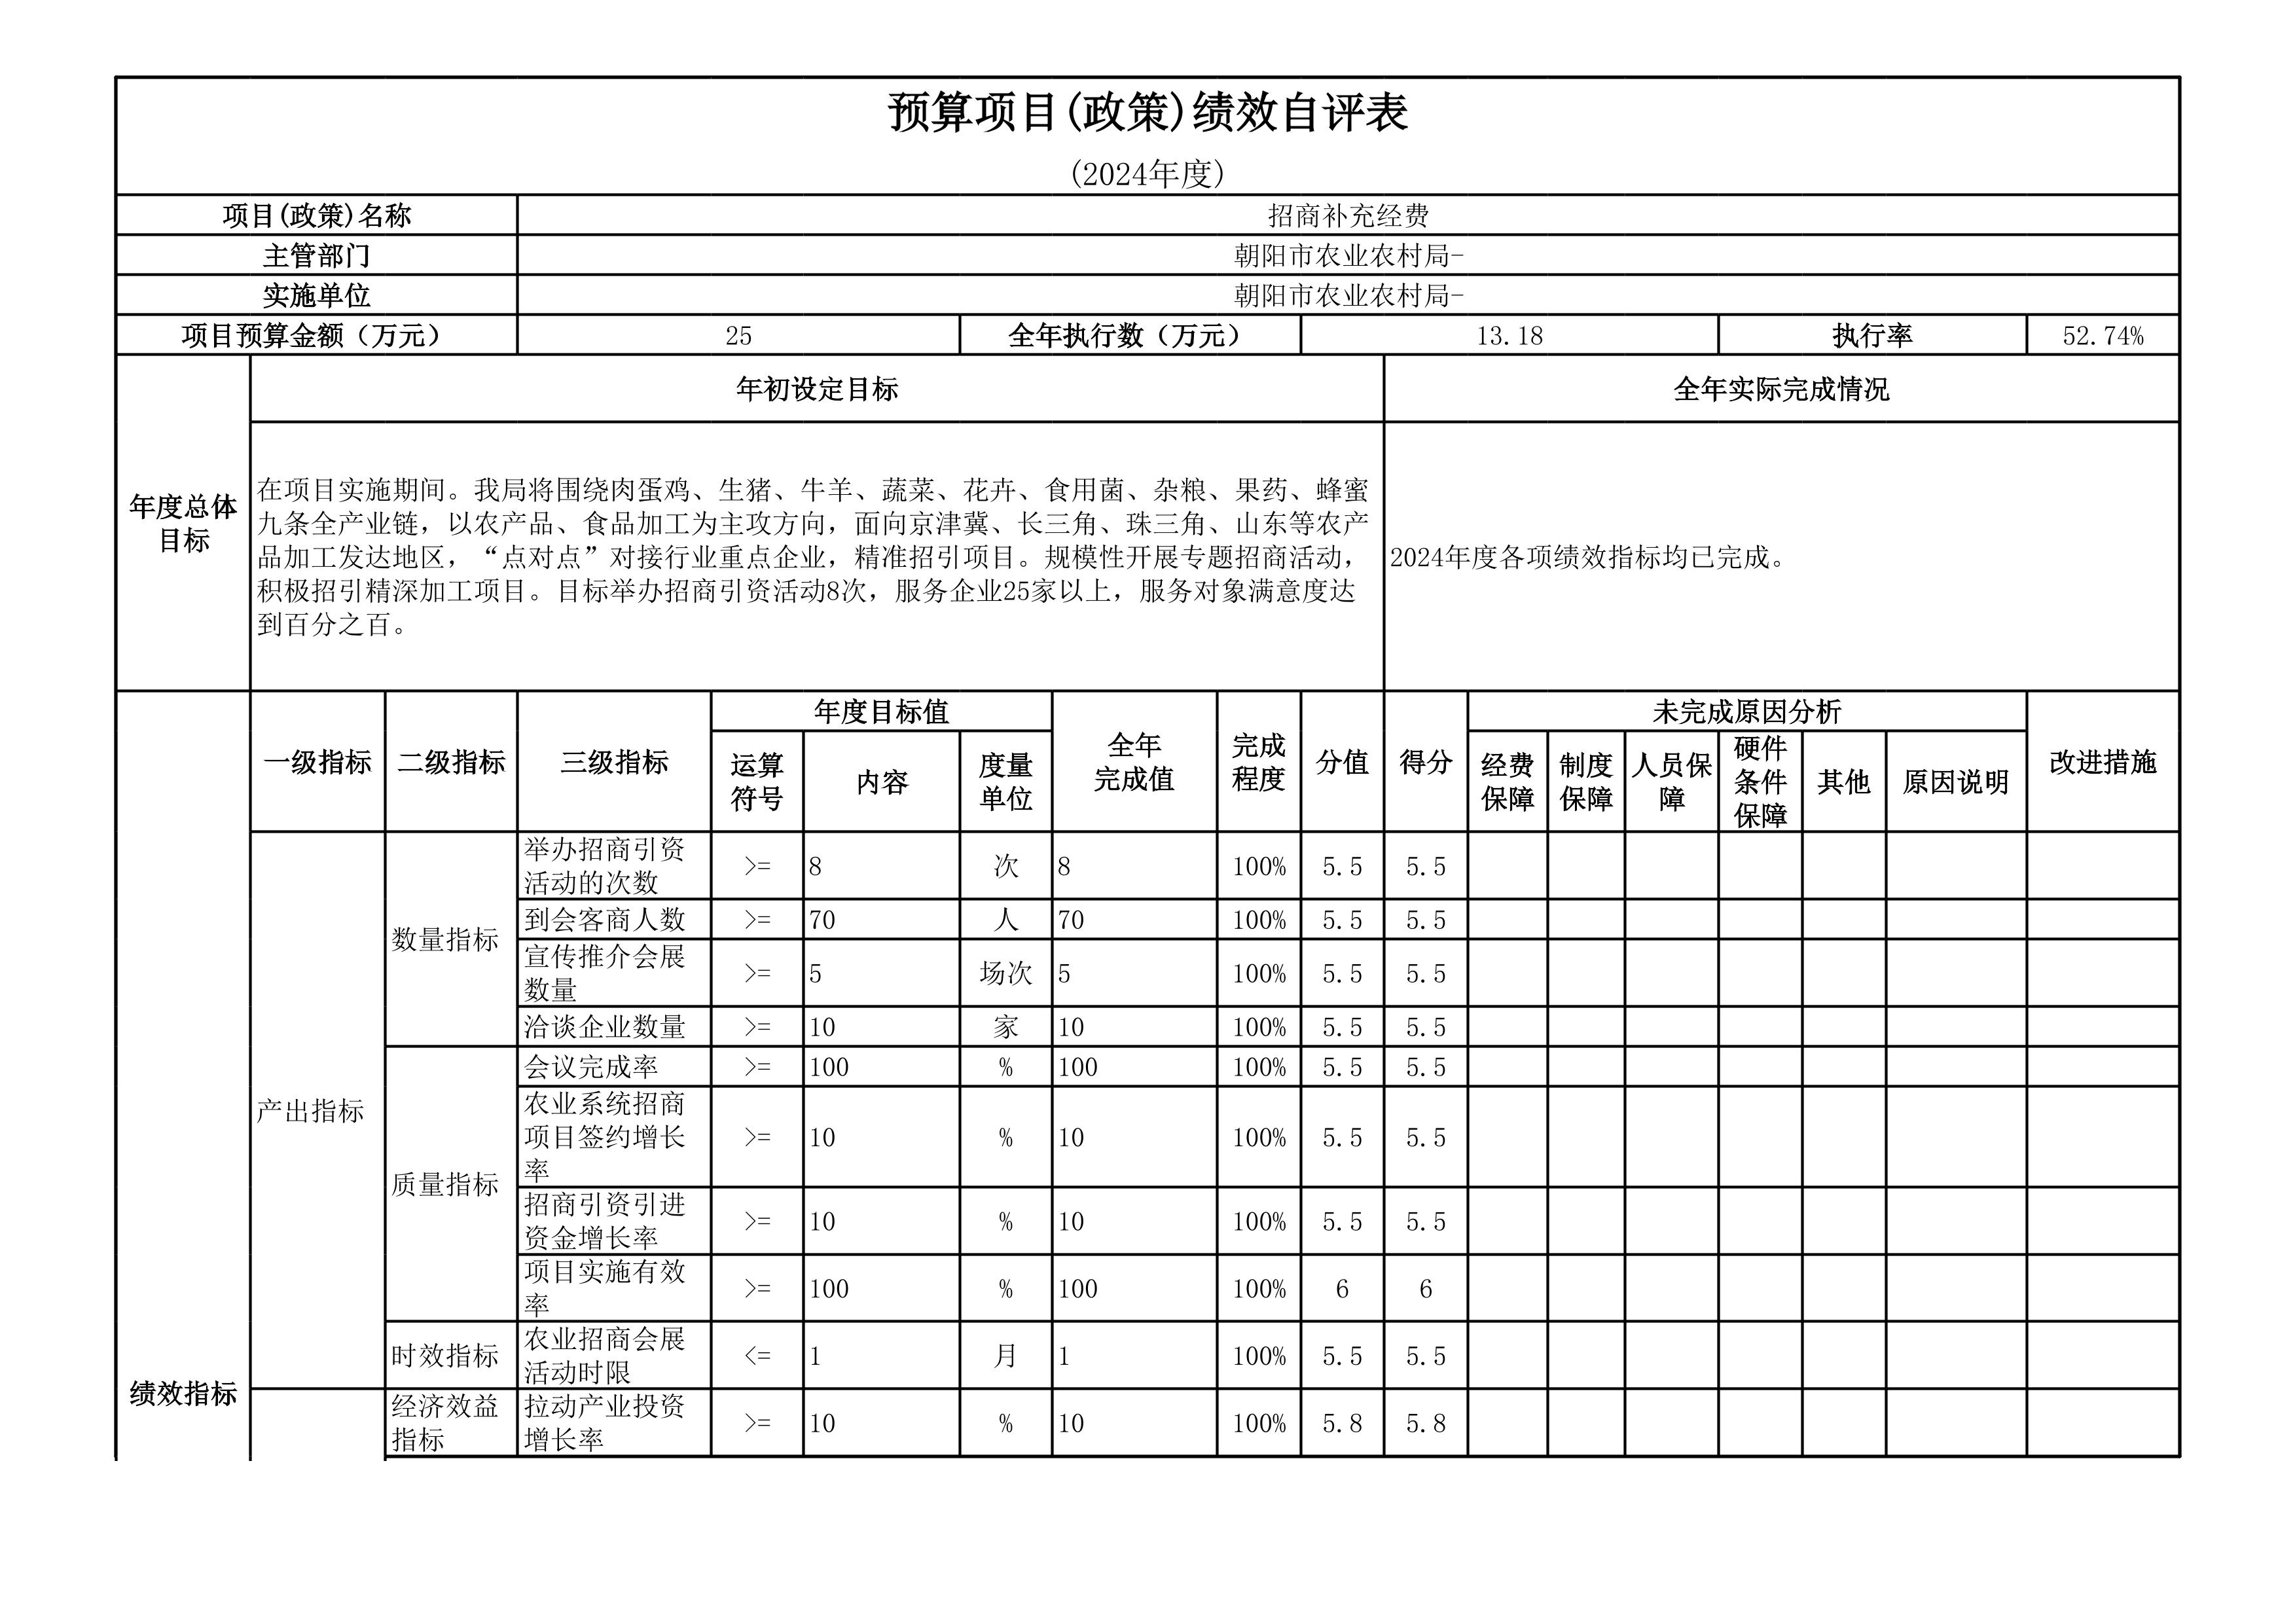 预算项目(政策)绩效自评表
(2024年度)
项目(政策)名称 招商补充经费
主管部门 朝阳市农业农村局-
实施单位 朝阳市农业农村局-
项目预算金额（万元） 25 全年执行数（万元） 13.18 执行率 52.74%
年度总体
目标
年初设定目标 全年实际完成情况
在项目实施期间。我局将围绕肉蛋鸡、生猪、牛羊、蔬菜、花卉、食用菌、杂粮、果药、蜂蜜
九条全产业链，以农产品、食品加工为主攻方向，面向京津冀、长三角、珠三角、山东等农产
品加工发达地区，“点对点”对接行业重点企业，精准招引项目。规模性开展专题招商活动，
积极招引精深加工项目。目标举办招商引资活动8次，服务企业25家以上，服务对象满意度达
到百分之百。
2024年度各项绩效指标均已完成。
绩效指标
一级指标 二级指标 三级指标 年度目标值 全年
完成值 完成
程度 分值 得分 未完成原因分析 改进措施
运算
符号 内容 度量
单位 经费
保障 制度
保障 人员保
障 硬件
条件
保障 其他 原因说明
产出指标
数量指标
举办招商引资
活动的次数 >= 8 次 8 100% 5.5 5.5
到会客商人数 >= 70 人 70 100% 5.5 5.5
宣传推介会展
数量 >= 5 场次 5 100% 5.5 5.5
洽谈企业数量 >= 10 家 10 100% 5.5 5.5
质量指标
会议完成率 >= 100 % 100 100% 5.5 5.5
农业系统招商
项目签约增长
率 >= 10 % 10 100% 5.5 5.5
招商引资引进
资金增长率 >= 10 % 10 100% 5.5 5.5
项目实施有效
率 >= 100 % 100 100% 6 6
时效指标
农业招商会展
活动时限 <= 1 月 1 100% 5.5 5.5
经济效益
指标
拉动产业投资
增长率 >= 10 % 10 100% 5.8 5.8